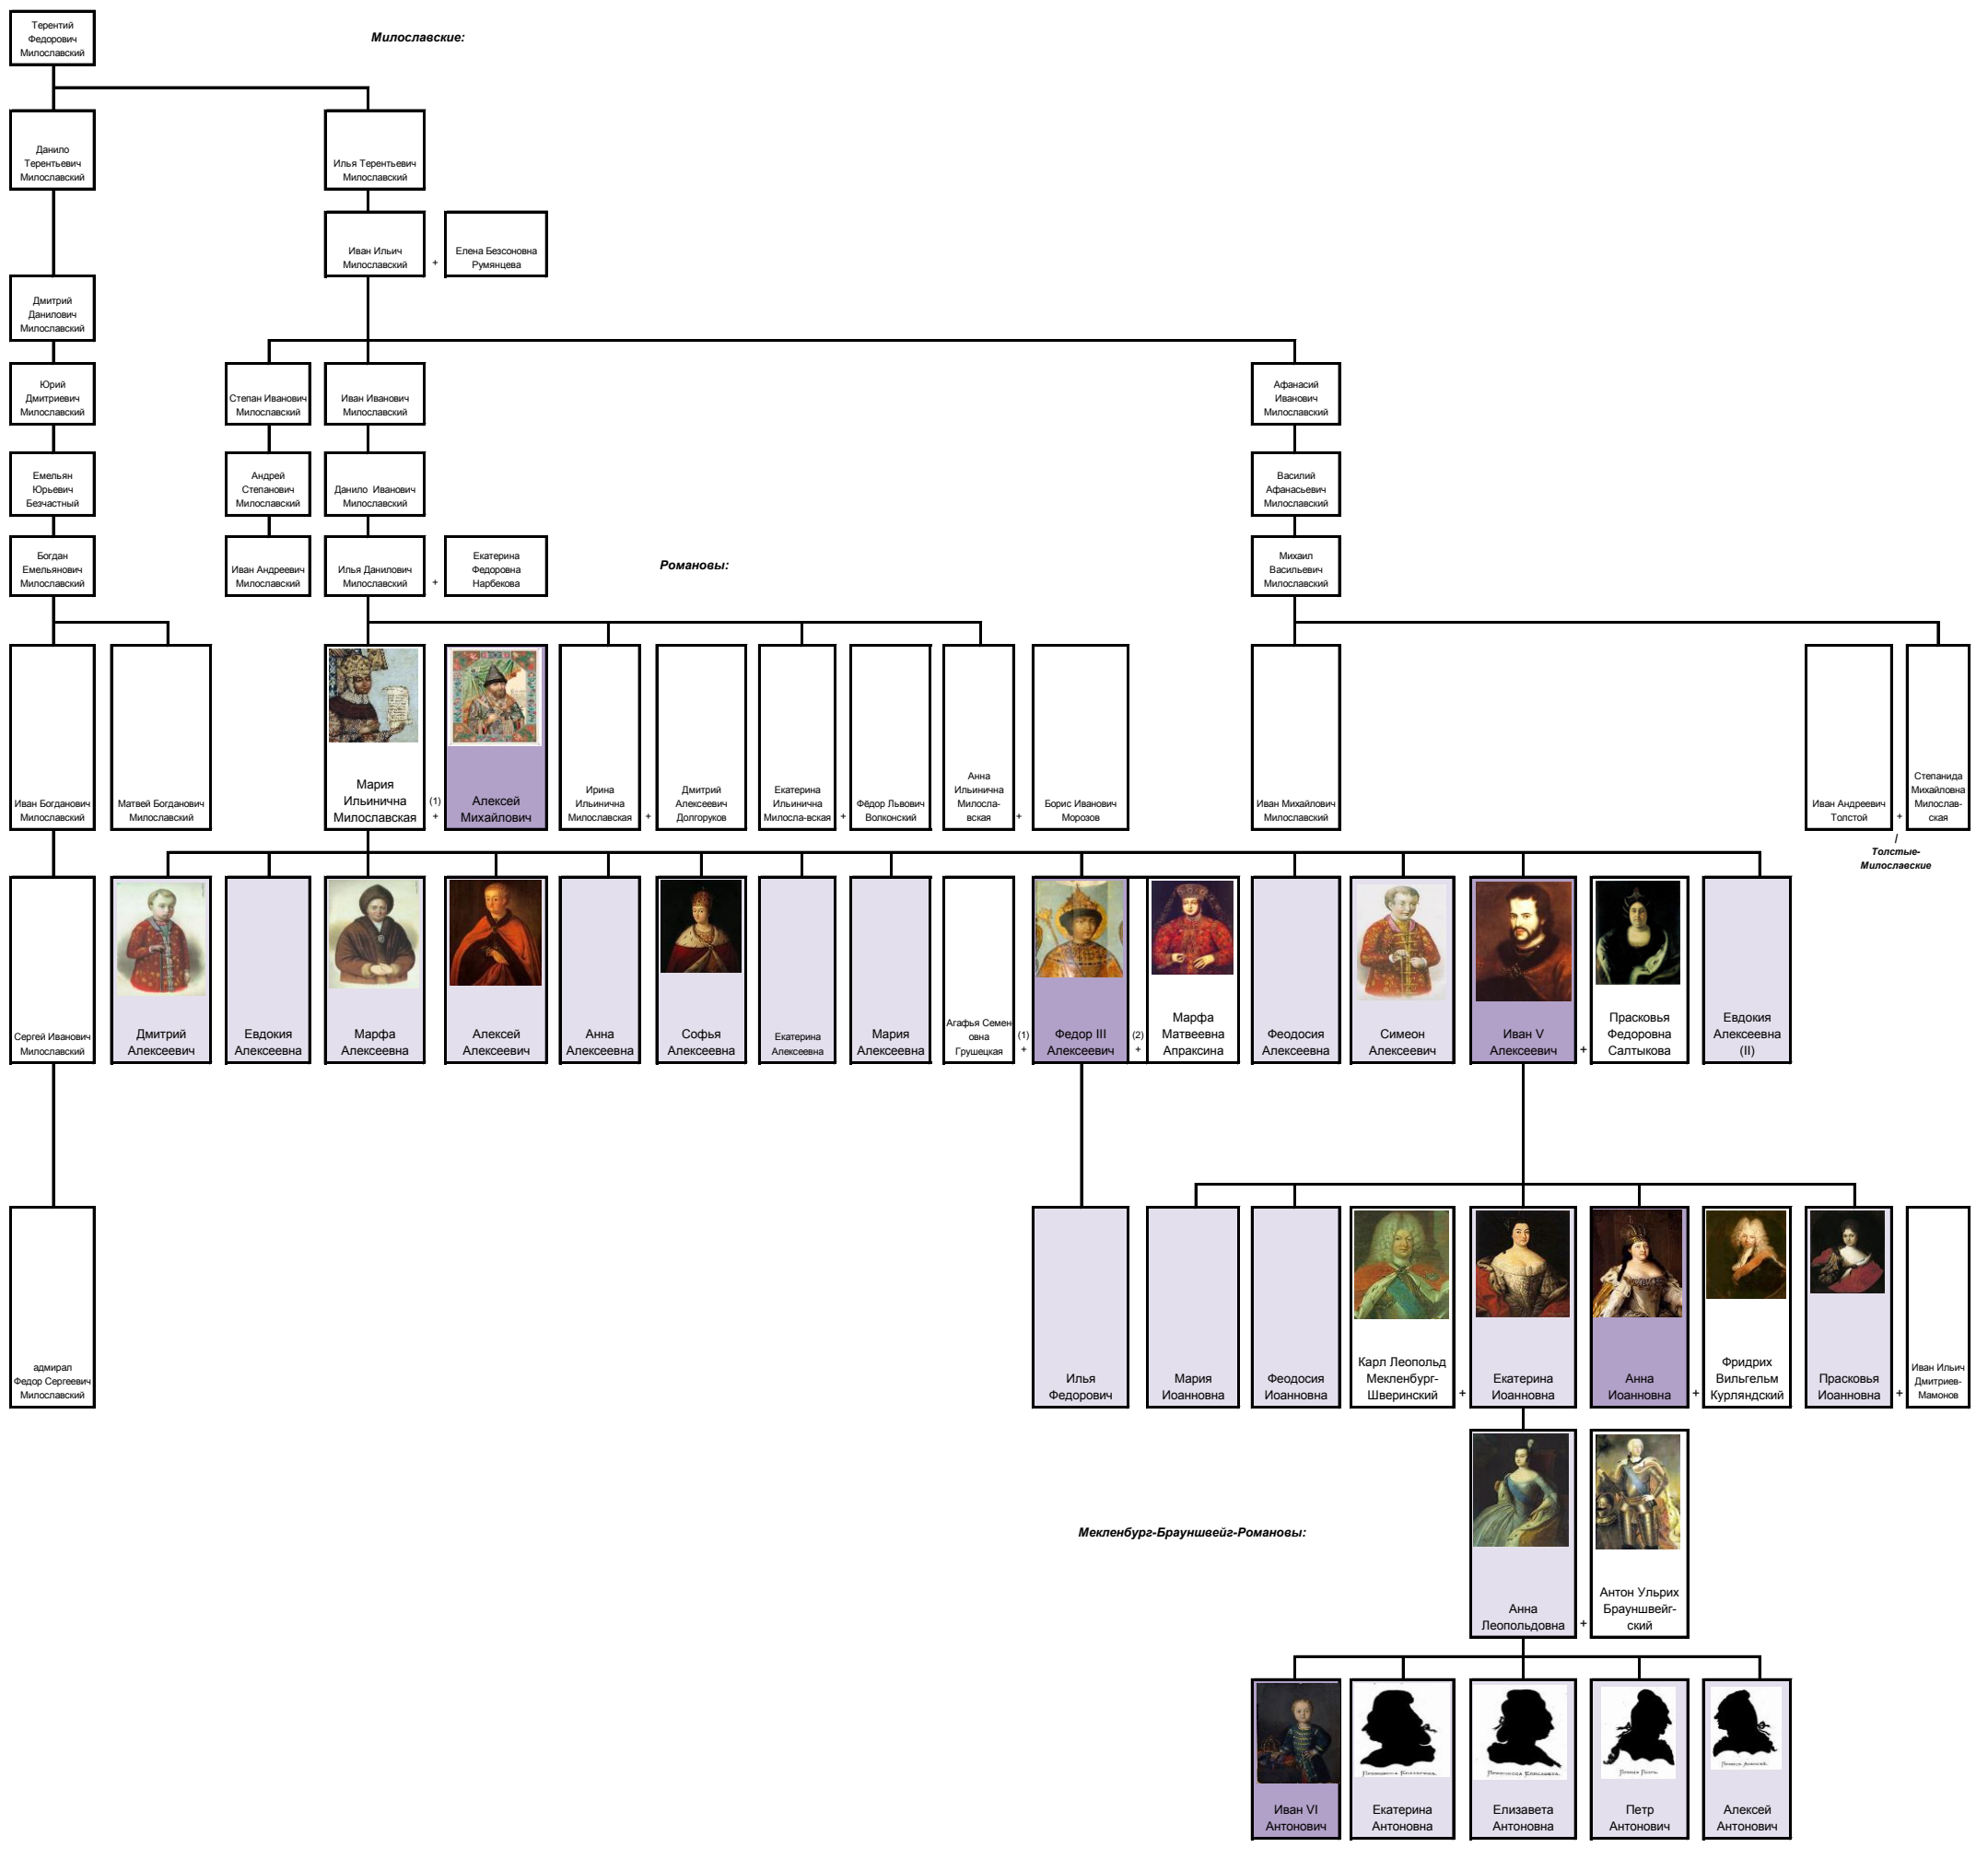 Терентий
Федорович
Милославский
Милославские:
Данило
Терентьевич
Милославский
Илья Терентьевич
Милославский
Иван Ильич
Милославский
+
Елена Безсоновна
Румянцева
Дмитрий
Данилович
Милославский
Юрий
Дмитриевич
Милославский
Степан Иванович
Милославский
Иван Иванович
Милославский
Афанасий
Иванович
Милославский
Емельян
Юрьевич
Безчастный
Андрей
Степанович
Милославский
Данило Иванович
Милославский
Василий
Афанасьевич
Милославский
Богдан
Емельянович
Милославский
Иван Андреевич
Милославский
Илья Данилович
Милославский
+
Екатерина
Федоровна
Нарбекова
Романовы:
Михаил
Васильевич
Милославский
Иван Богданович
Милославский
Матвей Богданович
Милославский
Мария
Ильинична
Милославская
(1)
+
Алексей
Михайлович
Ирина
Ильинична
Милославская
+
Дмитрий
Алексеевич
Долгоруков
Екатерина
Ильинична
Милосла-вская
+
Фёдор Львович
Волконский
Анна
Ильинична
Милосла-
вская
+
Борис Иванович
Морозов
Иван Михайлович
Милославский
Иван Андреевич
Толстой
+
Степанида
Михайловна
Милослав-
ская
/
Толстые-
Милославские
Сергей Иванович
Милославский
Дмитрий
Алексеевич
Евдокия
Алексеевна
Марфа
Алексеевна
Алексей
Алексеевич
Анна
Алексеевна
Софья
Алексеевна
Екатерина
Алексеевна
Мария
Алексеевна
Агафья Семен
овна
Грушецкая
(1)
+
Федор III
Алексеевич
(2)
+
Марфа
Матвеевна
Апраксина
Феодосия
Алексеевна
Симеон
Алексеевич
Иван V
Алексеевич
+
Прасковья
Федоровна
Салтыкова
Евдокия
Алексеевна
(II)
адмирал
Федор Сергеевич
Милославский
Илья
Федорович
Мария
Иоанновна
Феодосия
Иоанновна
Карл Леопольд
Мекленбург-
Шверинский
+
Екатерина
Иоанновна
Анна
Иоанновна
+
Фридрих
Вильгельм
Курляндский
Прасковья
Иоанновна
+
Иван Ильич
Дмитриев-
Мамонов
Мекленбург-Брауншвейг-Романовы:
Анна
Леопольдовна
+
Антон Ульрих
Брауншвейг-
ский
Иван VI
Антонович
Екатерина
Антоновна
Елизавета
Антоновна
Петр
Антонович
Алексей
Антонович